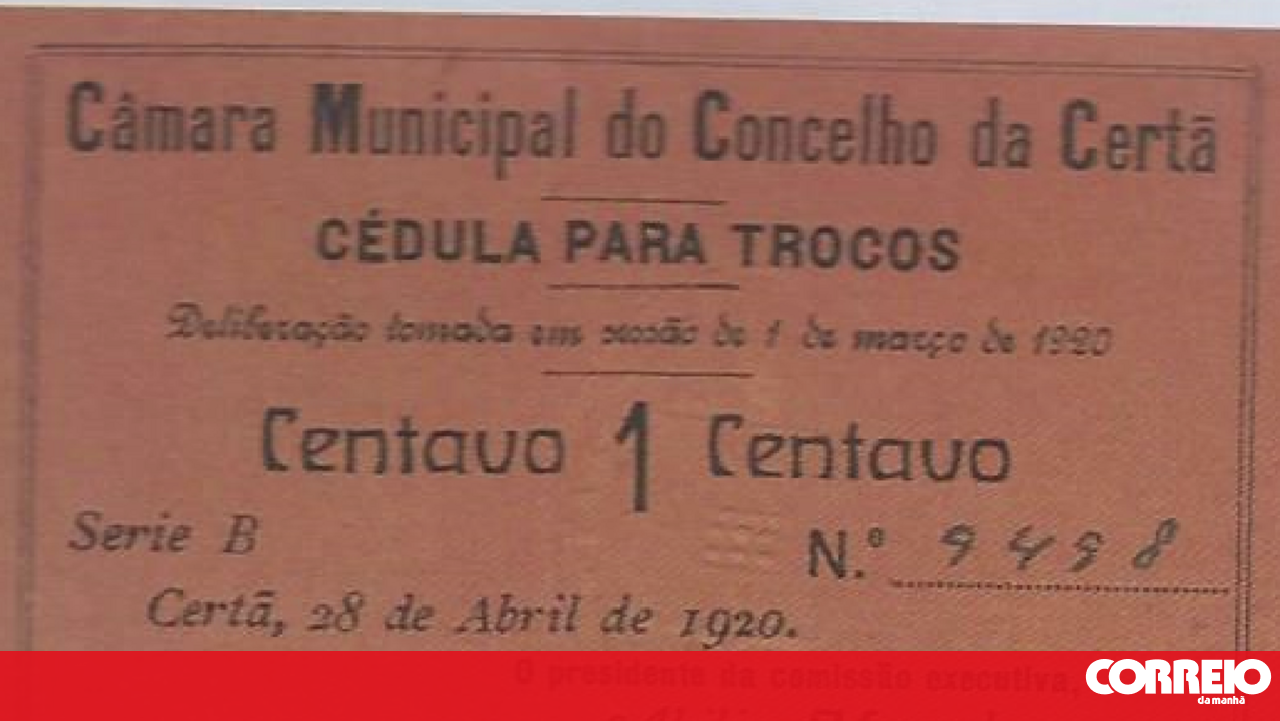 Câmara Municipal do Concelho da Certã
CÉDULA PARA TROCOS
Deliberação tomada em sessão de 1 de março de 1920
Centavo 1 Centavo
Serie B
N.º 9498
Certã, 28 de Abril de 1920.
O presidente da comissão executiva,
CORREIO
da manhã